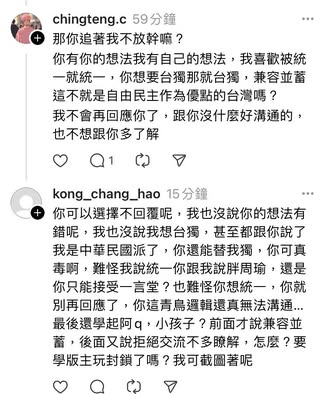 chingteng.c 59分鐘
那你追著我不放幹嘛？
你有你的想法我有自己的想法，我喜歡被統
一就統一，你想要台獨那就台獨，兼容並蓄
這不就是自由民主作為優點的台灣嗎？
我不會再回應你了，跟你沒什麼好溝通的，
也不想跟你多了解
1
kong_chang_hao 15分鐘
你可以選擇不回覆呢，我也沒說你的想法有
錯呢，我也沒說我想台獨，甚至都跟你說了
我是中華民國派了，你還能替我獨，你可真
毒啊，難怪我說統一你跟我說胖周瑜，還是
你只能接受一言堂？也難怪你想統一，你就
別再回應了，你這青鳥邏輯還真無法溝通...
最後還學起阿q，小孩子？前面才說兼容並
蓄，後面又說拒絕交流不多瞭解，怎麼？要
學版主玩封鎖了嗎？我可截圖著呢